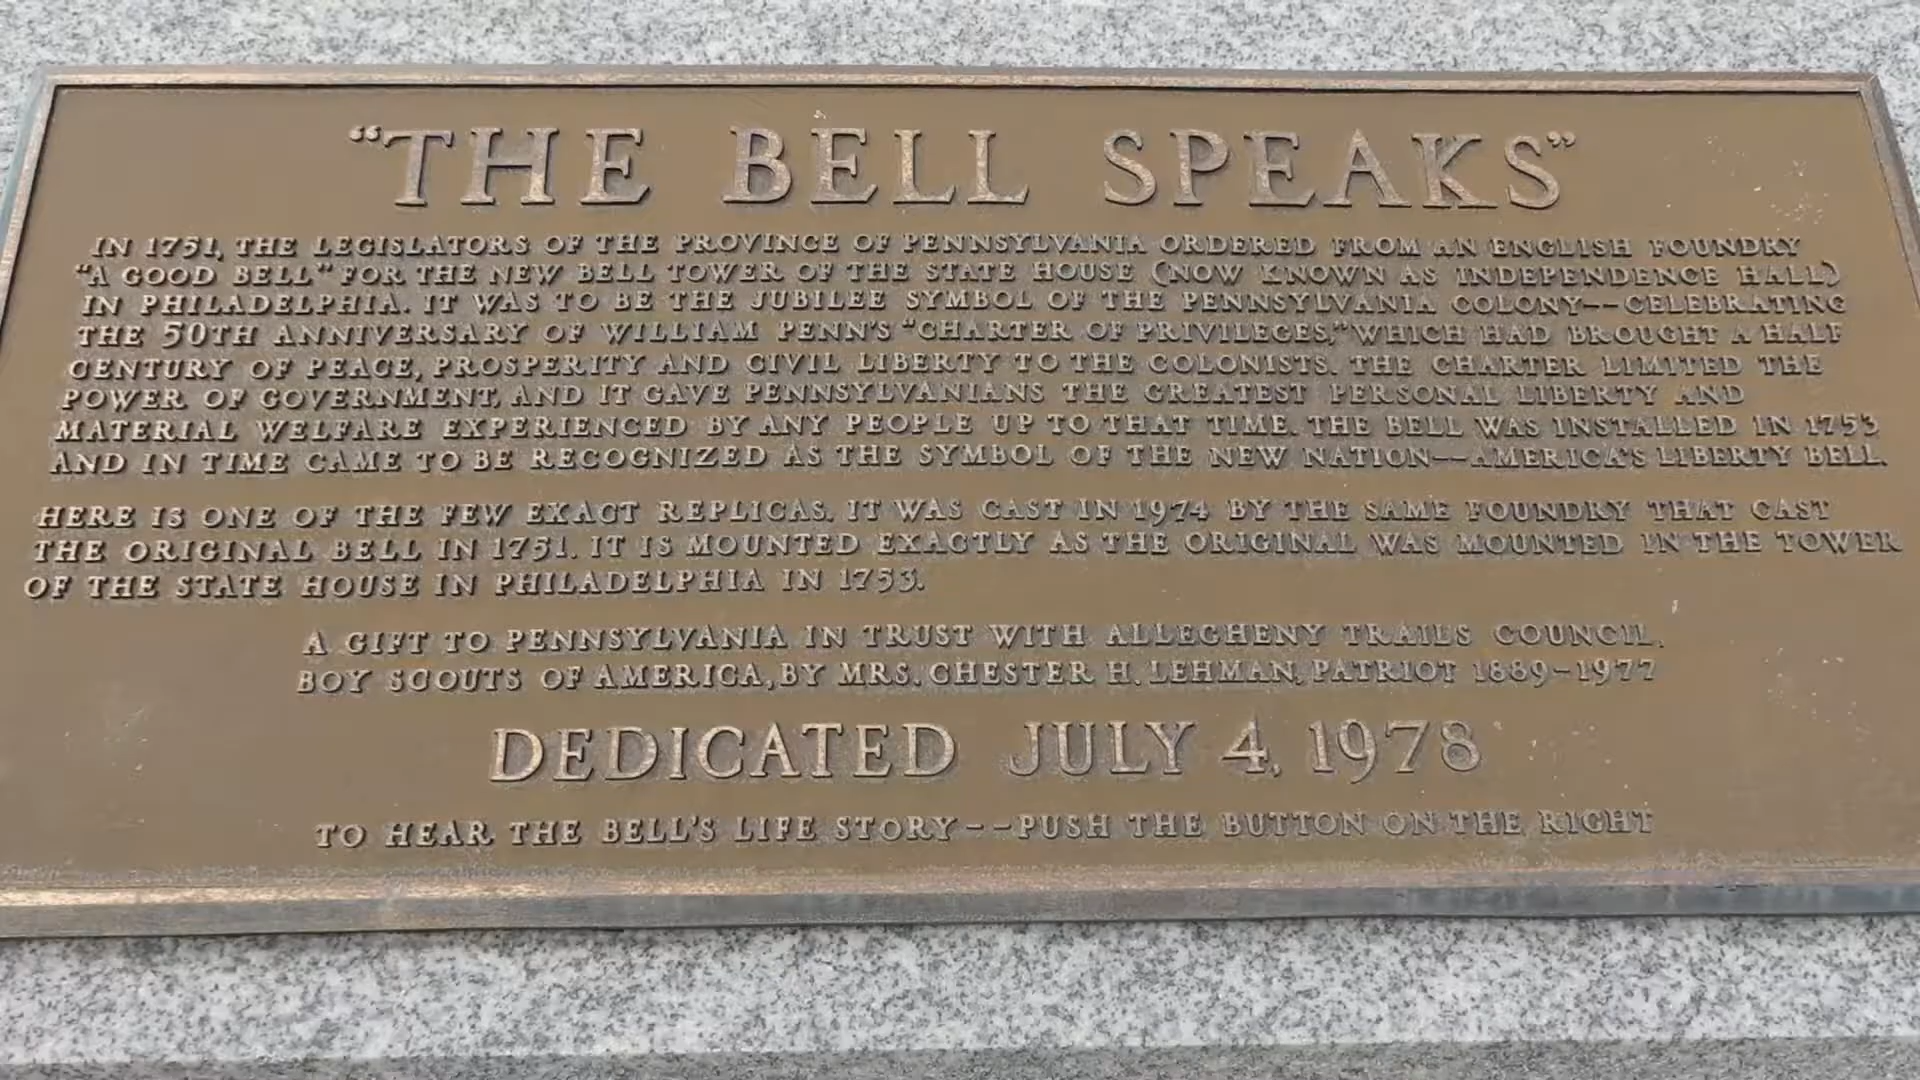 “THE BELL SPEAKS”
IN 1751, THE LEGISLATORS OF THE PROVINCE OF PENNSYLVANIA ORDERED FROM AN ENGLISH FOUNDRY
“A GOOD BELL” FOR THE NEW BELL TOWER OF THE STATE HOUSE (NOW KNOWN AS INDEPENDENCE HALL)
IN PHILADELPHIA. IT WAS TO BE THE JUBILEE SYMBOL OF THE PENNSYLVANIA COLONY--CELEBRATING
THE 50TH ANNIVERSARY OF WILLIAM PENN'S “CHARTER OF PRIVILEGES,” WHICH HAD BROUGHT A HALF
CENTURY OF PEACE, PROSPERITY AND CIVIL LIBERTY TO THE COLONISTS. THE CHARTER LIMITED THE
POWER OF GOVERNMENT, AND IT GAVE PENNSYLVANIANS THE GREATEST PERSONAL LIBERTY AND
MATERIAL WELFARE EXPERIENCED BY ANY PEOPLE UP TO THAT TIME. THE BELL WAS INSTALLED IN 1753
AND IN TIME CAME TO BE RECOGNIZED AS THE SYMBOL OF THE NEW NATION--AMERICA'S LIBERTY BELL.
HERE IS ONE OF THE FEW EXACT REPLICAS. IT WAS CAST IN 1974 BY THE SAME FOUNDRY THAT CAST
THE ORIGINAL BELL IN 1751. IT IS MOUNTED EXACTLY AS THE ORIGINAL WAS MOUNTED IN THE TOWER
OF THE STATE HOUSE IN PHILADELPHIA IN 1753.
A GIFT TO PENNSYLVANIA IN TRUST WITH ALLEGHENY TRAILS COUNCIL,
BOY SCOUTS OF AMERICA, BY MRS. CHESTER H. LEHMAN, PATRIOT 1889-1977
DEDICATED JULY 4, 1978
TO HEAR THE BELL'S LIFE STORY--PUSH THE BUTTON ON THE RIGHT